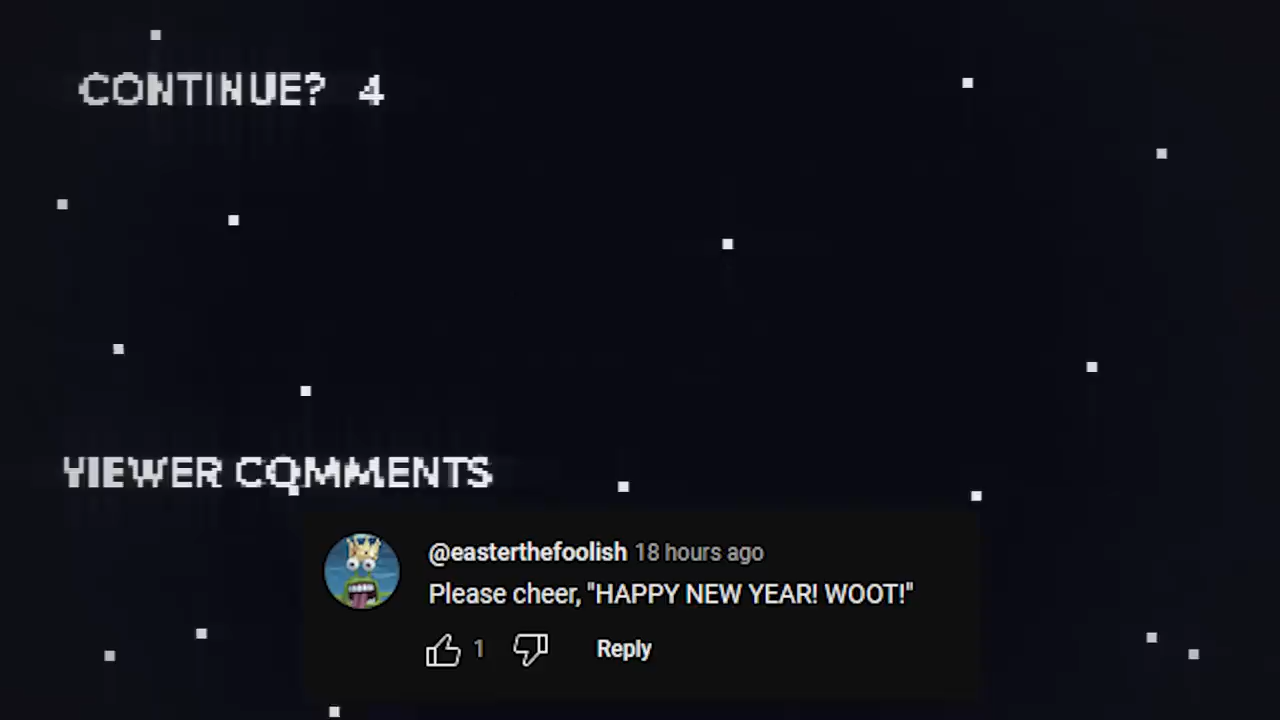 CONTINUE? 4
VIEWER COMMENTS
@easterthefoolish 18 hours ago
Please cheer, "HAPPY NEW YEAR! WOOT!"
1 Reply